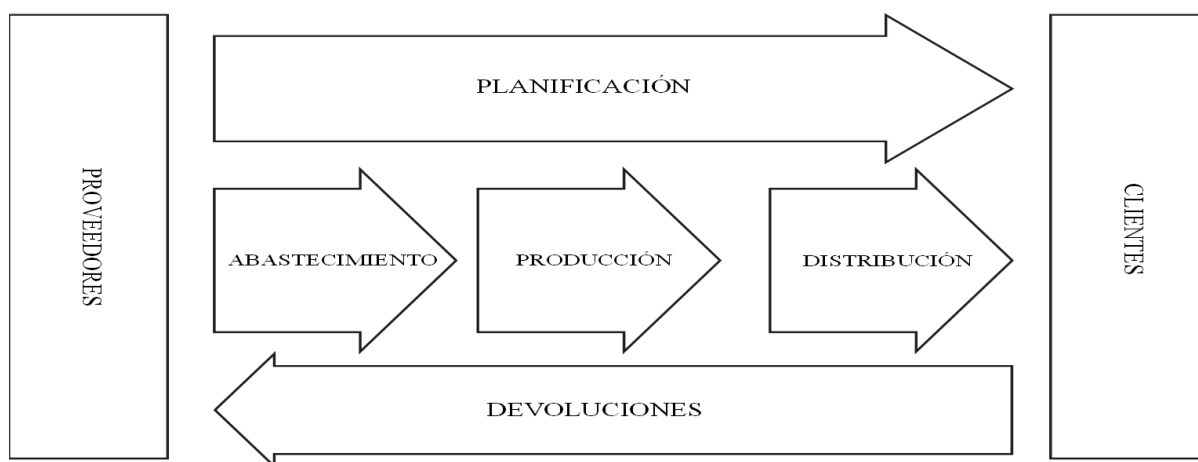 PROVEEDORES
PLANIFICACIÓN
ABASTECIMIENTO
PRODUCCIÓN
DISTRIBUCIÓN
DEVOLUCIONES
CLIENTES